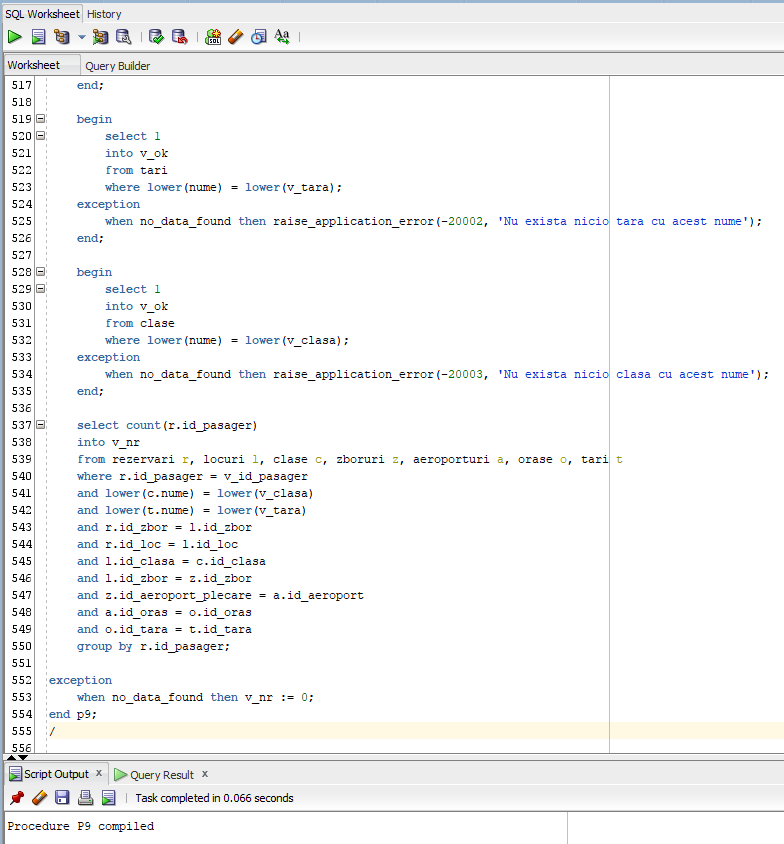 SQL Worksheet History
Worksheet Query Builder
517 end;
518
519 begin
520 select 1
521 into v_ok
522 from tari
523 where lower(nume) = lower(v_tara);
524 exception
525 when no_data_found then raise_application_error(-20002, 'Nu exista nicio tara cu acest nume');
526 end;
527
528 begin
529 select 1
530 into v_ok
531 from clase
532 where lower(nume) = lower(v_clasa);
533 exception
534 when no_data_found then raise_application_error(-20003, 'Nu exista nicio clasa cu acest nume');
535 end;
536
537 select count(r.id_pasager)
538 into v_nr
539 from rezervari r, locuri l, clase c, zboruri z, aeroporturi a, orase o, tari t
540 where r.id_pasager = v_id_pasager
541 and lower(c.nume) = lower(v_clasa)
542 and lower(t.nume) = lower(v_tara)
543 and r.id_zbor = l.id_zbor
544 and r.id_loc = l.id_loc
545 and l.id_clasa = c.id_clasa
546 and l.id_zbor = z.id_zbor
547 and z.id_aeroport_plecare = a.id_aeroport
548 and a.id_oras = o.id_oras
549 and o.id_tara = t.id_tara
550 group by r.id_pasager;
551
552 exception
553 when no_data_found then v_nr := 0;
554 end p9;
555 /
556
Script Output x Query Result x
Task completed in 0.066 seconds
Procedure P9 compiled